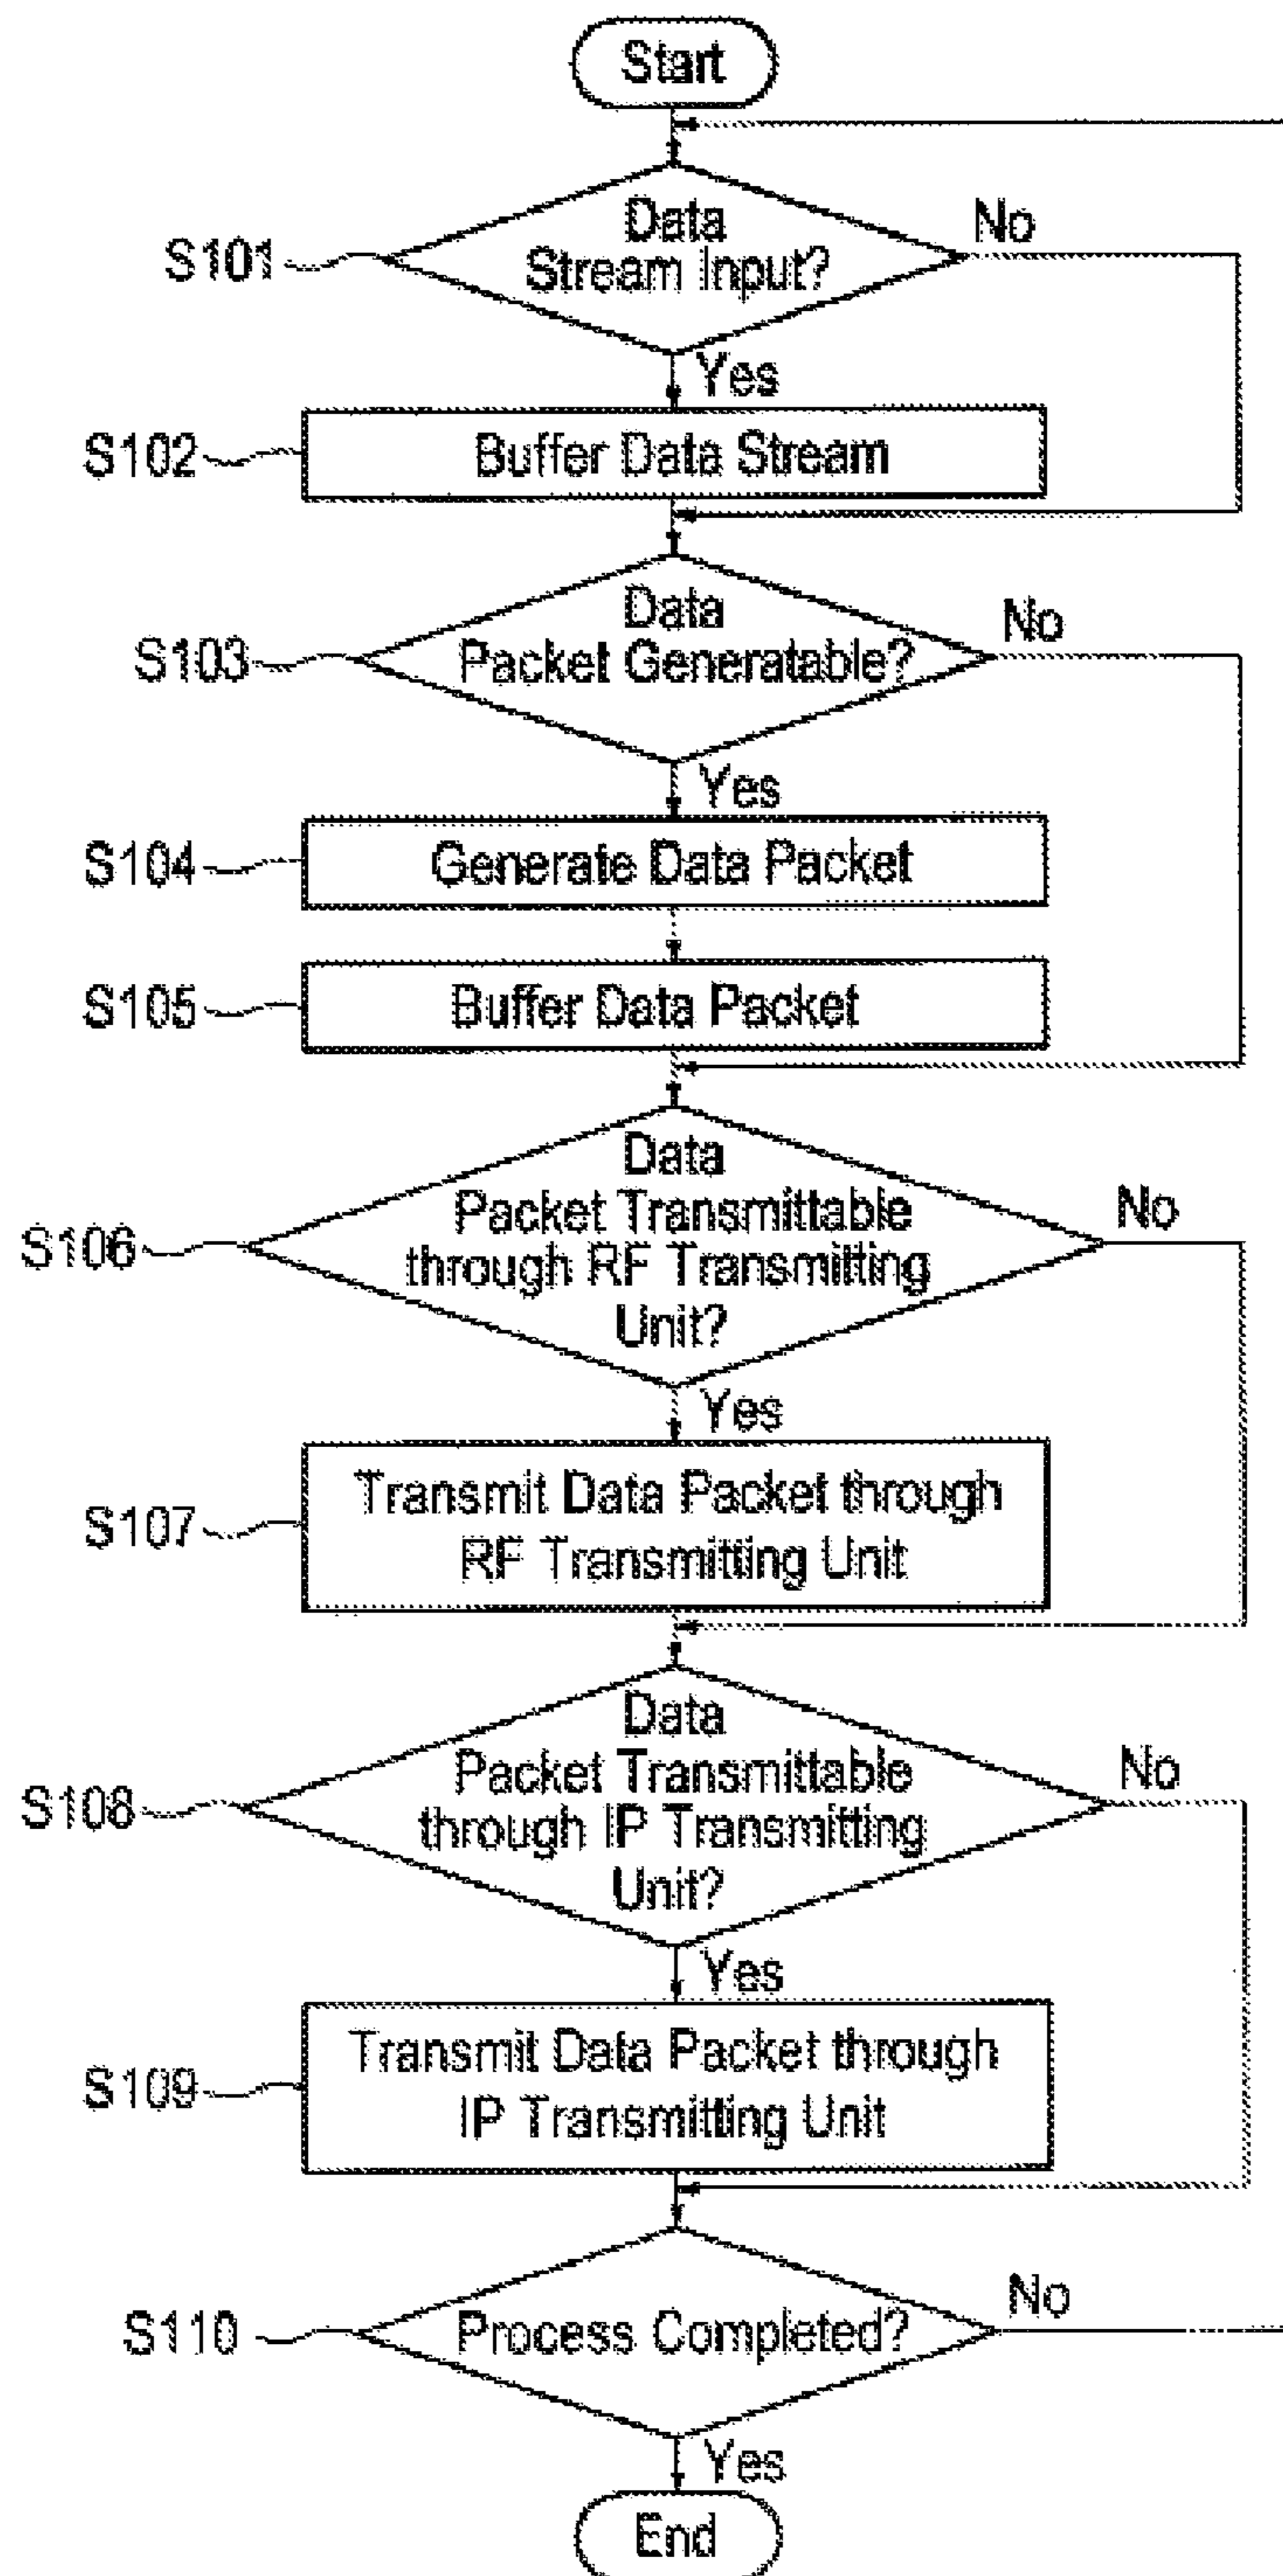 Start
Data
Stream Input?
No
S101
Yes
S102
Buffer Data Stream
Data
Packet Generatable?
No
S103
Yes
S104
Generate Data Packet
S105
Buffer Data Packet
Data
Packet Transmittable
through RF Transmitting
Unit?
No
S106
Yes
S107
Transmit Data Packet through
RF Transmitting Unit
Data
Packet Transmittable
through IP Transmitting
Unit?
No
S108
Yes
S109
Transmit Data Packet through
IP Transmitting Unit
S110
Process Completed?
No
Yes
End